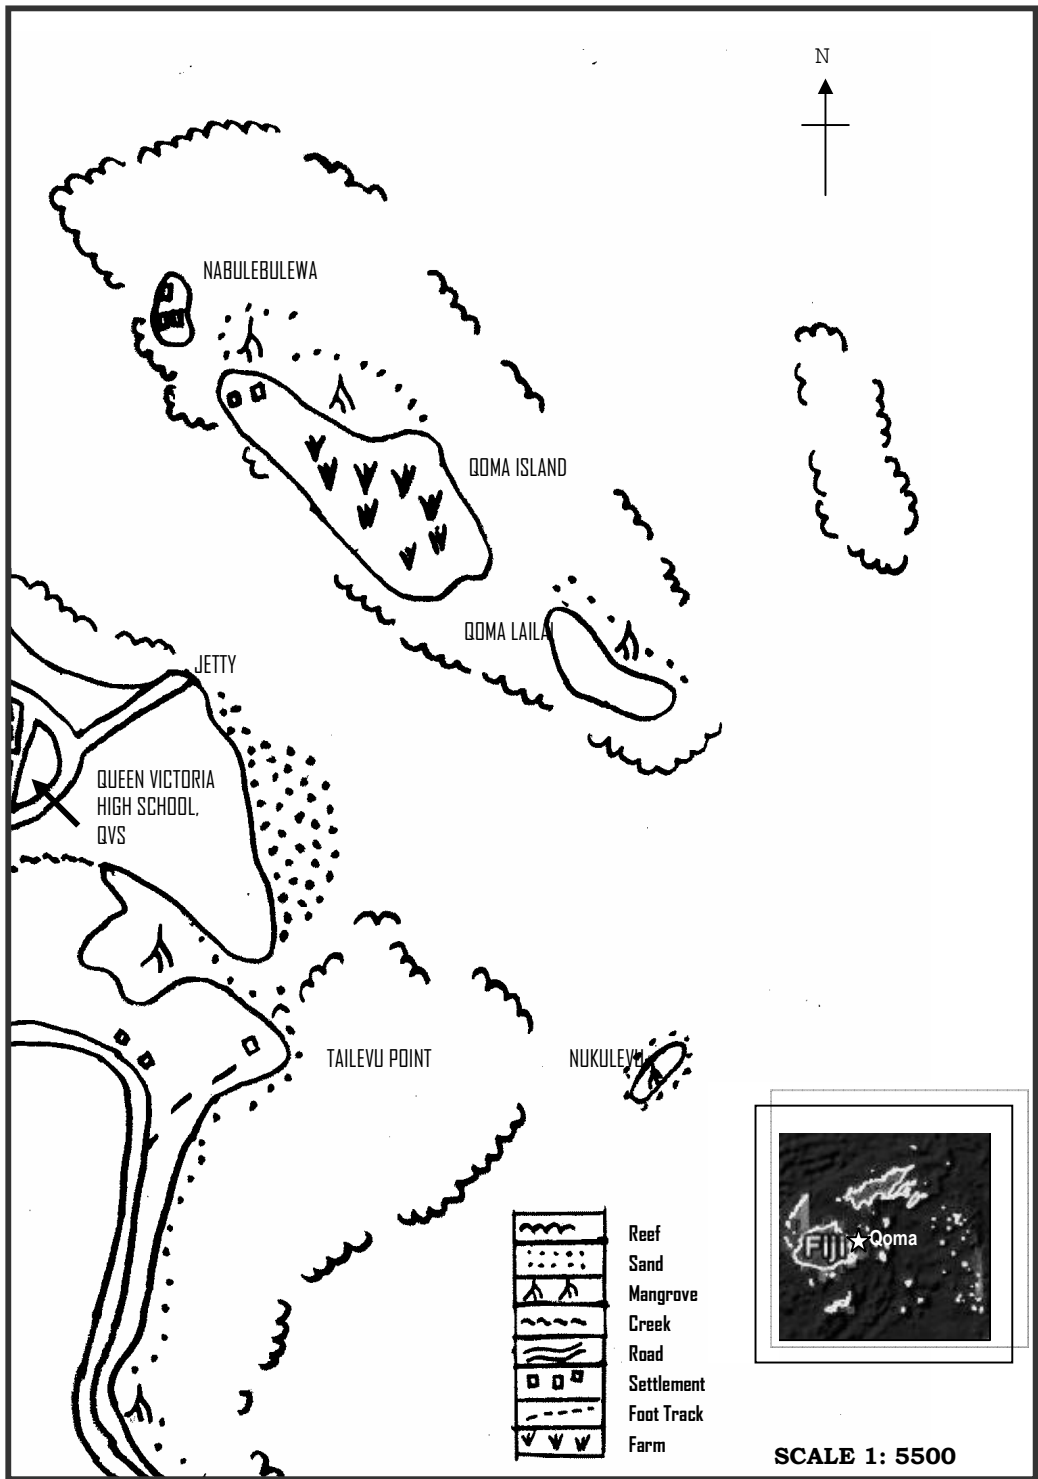 N
NABULEBULEWA
QOMA ISLAND
QOMA LAILAI
JETTY
QUEEN VICTORIA
HIGH SCHOOL,
QVS
TAILEVU POINT
NUKULEVU
Fiji
Qoma
Reef
Sand
Mangrove
Creek
Road
Settlement
Foot Track
Farm
SCALE 1: 5500